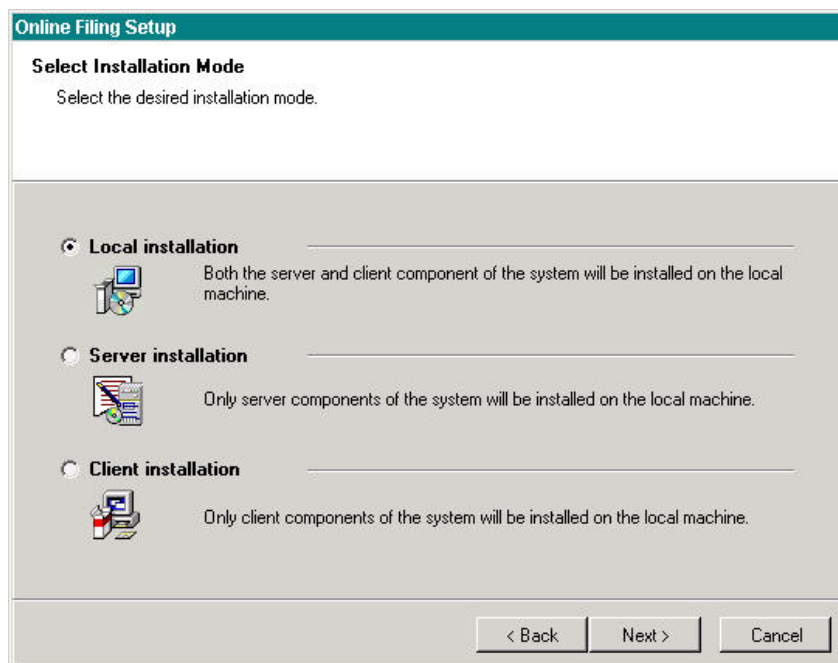 Online Filing Setup
Select Installation Mode
Select the desired installation mode.
Local installation
Both the server and client component of the system will be installed on the local
machine.
Server installation
Only server components of the system will be installed on the local machine.
Client installation
Only client components of the system will be installed on the local machine.
< Back Next > Cancel